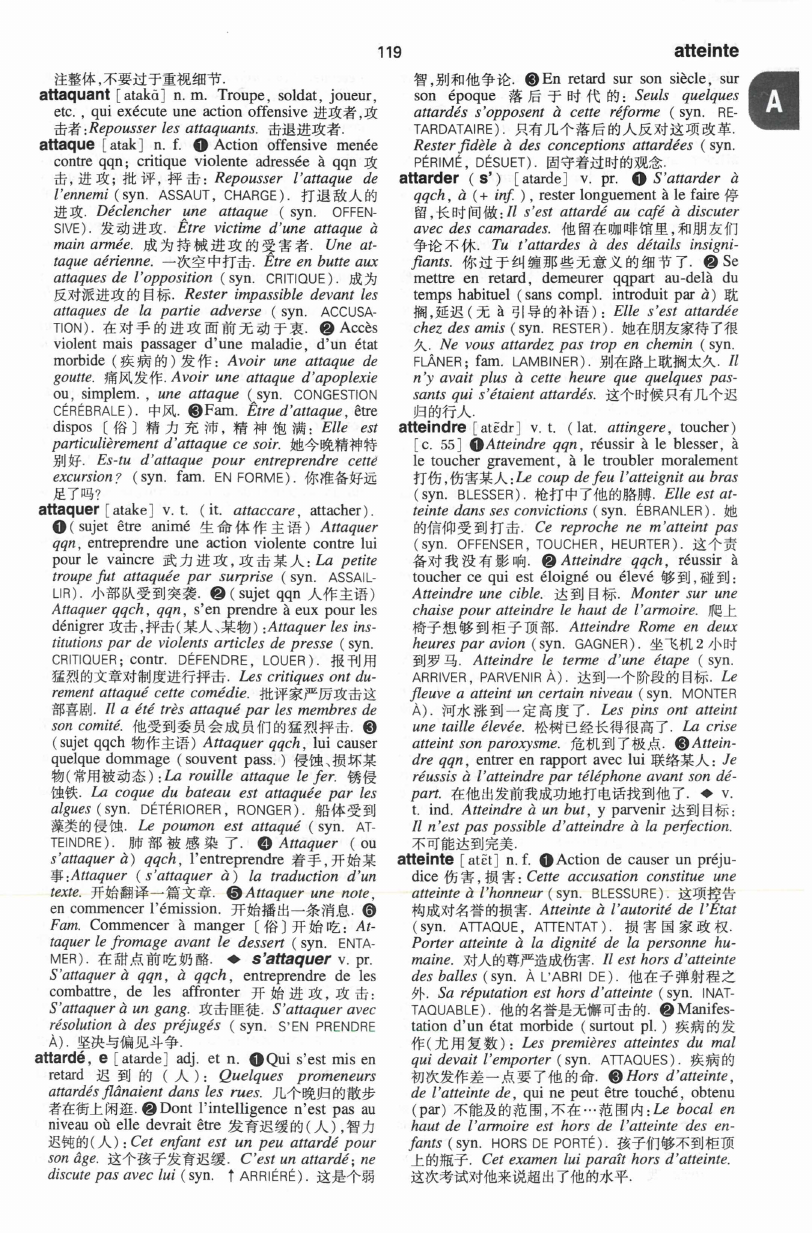 119
atteinte
A
注整体,不要过于重视细节.
attaquant [atakɑ̃] n. m. Troupe, soldat, joueur,
etc., qui exécute une action offensive 进攻者,攻
击者:Repousser les attaquants. 击退进攻者.
attaque [atak] n. f. ❶ Action offensive menée
contre qqn; critique violente adressée à qqn 攻
击, 进攻; 批评, 抨击: Repousser l'attaque de
l'ennemi (syn. ASSAUT, CHARGE). 打退敌人的
进攻. Déclencher une attaque (syn. OFFEN-
SIVE). 发动进攻. Être victime d'une attaque à
main armée. 成为持械进攻的受害者. Une at-
taque aérienne. 一次空中打击. Être en butte aux
attaques de l'opposition (syn. CRITIQUE). 成为
反对派进攻的目标. Rester impassible devant les
attaques de la partie adverse (syn. ACCUSA-
TION). 在对手的进攻面前无动于衷. ❷ Accès
violent mais passager d'une maladie, d'un état
morbide (疾病的)发作: Avoir une attaque de
goutte. 痛风发作. Avoir une attaque d'apoplexie
ou, simplem., une attaque (syn. CONGESTION
CÉRÉBRALE). 中风. ❸Fam. Être d'attaque, être
dispos [俗] 精力充沛, 精神饱满: Elle est
particulièrement d'attaque ce soir. 她今晚精神特
别好. Es-tu d'attaque pour entreprendre cette
excursion? (syn. fam. EN FORME). 你准备好远
足了吗?
attaquer [atake] v. t. (it. attaccare, attacher).
❶(sujet être animé 生命体作主语) Attaquer
qqn, entreprendre une action violente contre lui
pour le vaincre 武力进攻,攻击某人: La petite
troupe fut attaquée par surprise (syn. ASSAIL-
LIR). 小部队受到突袭. ❷(sujet qqn 人作主语)
Attaquer qqch, qqn, s'en prendre à eux pour les
dénigrer 攻击,抨击(某人、某物):Attaquer les ins-
titutions par de violents articles de presse (syn.
CRITIQUER; contr. DÉFENDRE, LOUER). 报刊用
猛烈的文章对制度进行抨击. Les critiques ont du-
rement attaqué cette comédie. 批评家严厉攻击这
部喜剧. Il a été très attaqué par les membres de
son comité. 他受到委员会成员们的猛烈抨击. ❸
(sujet qqch 物作主语) Attaquer qqch, lui causer
quelque dommage (souvent pass.) 侵蚀、损坏某
物(常用被动态):La rouille attaque le fer. 锈侵
蚀铁. La coque du bateau est attaquée par les
algues (syn. DÉTÉRIORER, RONGER). 船体受到
藻类的侵蚀. Le poumon est attaqué (syn. AT-
TEINDRE). 肺部被感染了. ❹ Attaquer (ou
s'attaquer à) qqch, l'entreprendre 着手,开始某
事:Attaquer (s'attaquer à) la traduction d'un
texte. 开始翻译一篇文章. ❺Attaquer une note,
en commencer l'émission. 开始播出一条消息. ❻
Fam. Commencer à manger [俗]开始吃: At-
taquer le fromage avant le dessert (syn. ENTA-
MER). 在甜点前吃奶酪. ◆ s'attaquer v. pr.
S'attaquer à qqn, à qqch, entreprendre de les
combattre, de les affronter 开始进攻, 攻击:
S'attaquer à un gang. 攻击匪徒. S'attaquer avec
résolution à des préjugés (syn. S'EN PRENDRE
À). 坚决与偏见斗争.
attardé, e [atarde] adj. et n. ❶Qui s'est mis en
retard 迟到的(人): Quelques promeneurs
attardés flânaient dans les rues. 几个晚归的散步
者在街上闲逛. ❷Dont l'intelligence n'est pas au
niveau où elle devrait être 发育迟缓的(人),智力
迟钝的(人):Cet enfant est un peu attardé pour
son âge. 这个孩子发育迟缓. C'est un attardé; ne
discute pas avec lui (syn. ↑ ARRIÉRÉ). 这是个弱
智,别和他争论. ❸En retard sur son siècle, sur
son époque 落后于时代的: Seuls quelques
attardés s'opposent à cette réforme (syn. RE-
TARDATAIRE). 只有几个落后的人反对这项改革.
Rester fidèle à des conceptions attardées (syn.
PÉRIMÉ, DÉSUET). 固守着过时的观念.
attarder (s') [atarde] v. pr. ❶ S'attarder à
qqch, à (+ inf.), rester longuement à le faire 停
留,长时间做:Il s'est attardé au café à discuter
avec des camarades. 他留在咖啡馆里,和朋友们
争论不休. Tu t'attardes à des détails insigni-
fiants. 你过于纠缠那些无意义的细节了. ❷ Se
mettre en retard, demeurer qqpart au-delà du
temps habituel (sans compl. introduit par à) 耽
搁,延迟(无 à 引导的补语): Elle s'est attardée
chez des amis (syn. RESTER). 她在朋友家待了很
久. Ne vous attardez pas trop en chemin (syn.
FLÂNER; fam. LAMBINER). 别在路上耽搁太久. Il
n'y avait plus à cette heure que quelques pas-
sants qui s'étaient attardés. 这个时候只有几个迟
归的行人.
atteindre [atɛ̃dr] v. t. (lat. attingere, toucher)
[c. 55] ❶Atteindre qqn, réussir à le blesser, à
le toucher gravement, à le troubler moralement
打伤,伤害某人:Le coup de feu l'atteignit au bras
(syn. BLESSER). 枪打中了他的胳膊. Elle est at-
teinte dans ses convictions (syn. ÉBRANLER). 她
的信仰受到打击. Ce reproche ne m'atteint pas
(syn. OFFENSER, TOUCHER, HEURTER). 这个责
备对我没有影响. ❷ Atteindre qqch, réussir à
toucher ce qui est éloigné ou élevé 够到,碰到:
Atteindre une cible. 达到目标. Monter sur une
chaise pour atteindre le haut de l'armoire. 爬上
椅子想够到柜子顶部. Atteindre Rome en deux
heures par avion (syn. GAGNER). 坐飞机2小时
到罗马. Atteindre le terme d'une étape (syn.
ARRIVER, PARVENIR À). 达到一个阶段的目标. Le
fleuve a atteint un certain niveau (syn. MONTER
À). 河水涨到一定高度了. Les pins ont atteint
une taille élevée. 松树已经长得很高了. La crise
atteint son paroxysme. 危机到了极点. ❸Attein-
dre qqn, entrer en rapport avec lui 联络某人: Je
réussis à l'atteindre par téléphone avant son dé-
part. 在他出发前我成功地打电话找到他了. ◆ v.
t. ind. Atteindre à un but, y parvenir 达到目标:
Il n'est pas possible d'atteindre à la perfection.
不可能达到完美.
atteinte [atɛ̃t] n. f. ❶Action de causer un préju-
dice 伤害,损害: Cette accusation constitue une
atteinte à l'honneur (syn. BLESSURE). 这项控告
构成对名誉的损害. Atteinte à l'autorité de l'État
(syn. ATTAQUE, ATTENTAT). 损害国家政权.
Porter atteinte à la dignité de la personne hu-
maine. 对人的尊严造成伤害. Il est hors d'atteinte
des balles (syn. À L'ABRI DE). 他在子弹射程之
外. Sa réputation est hors d'atteinte (syn. INAT-
TAQUABLE). 他的名誉是无懈可击的. ❷Manifes-
tation d'un état morbide (surtout pl.) 疾病的发
作(尤用复数): Les premières atteintes du mal
qui devait l'emporter (syn. ATTAQUES). 疾病的
初次发作差一点要了他的命. ❸Hors d'atteinte,
de l'atteinte de, qui ne peut être touché, obtenu
(par) 不能及的范围,不在…范围内:Le bocal en
haut de l'armoire est hors de l'atteinte des en-
fants (syn. HORS DE PORTÉ). 孩子们够不到柜顶
上的瓶子. Cet examen lui paraît hors d'atteinte.
这次考试对他来说超出了他的水平.